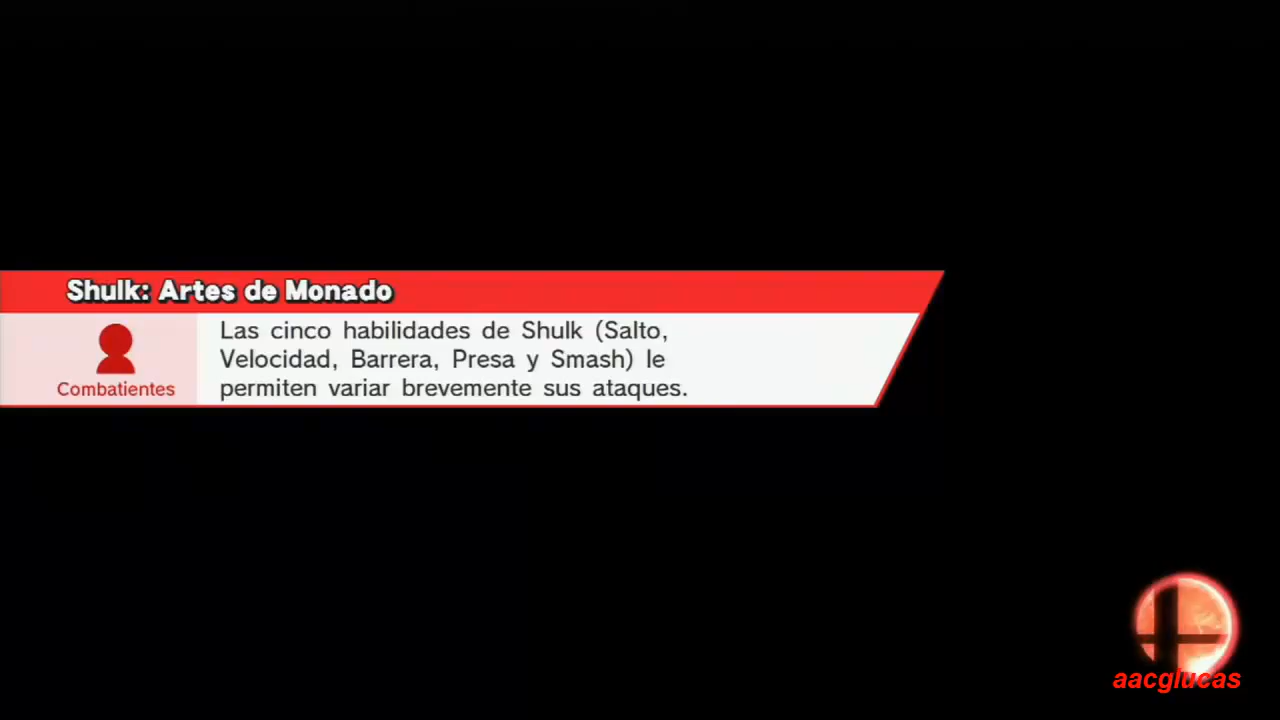 Shulk: Artes de Monado
Combatientes
Las cinco habilidades de Shulk (Salto,
Velocidad, Barrera, Presa y Smash) le
permiten variar brevemente sus ataques.
aacglucas